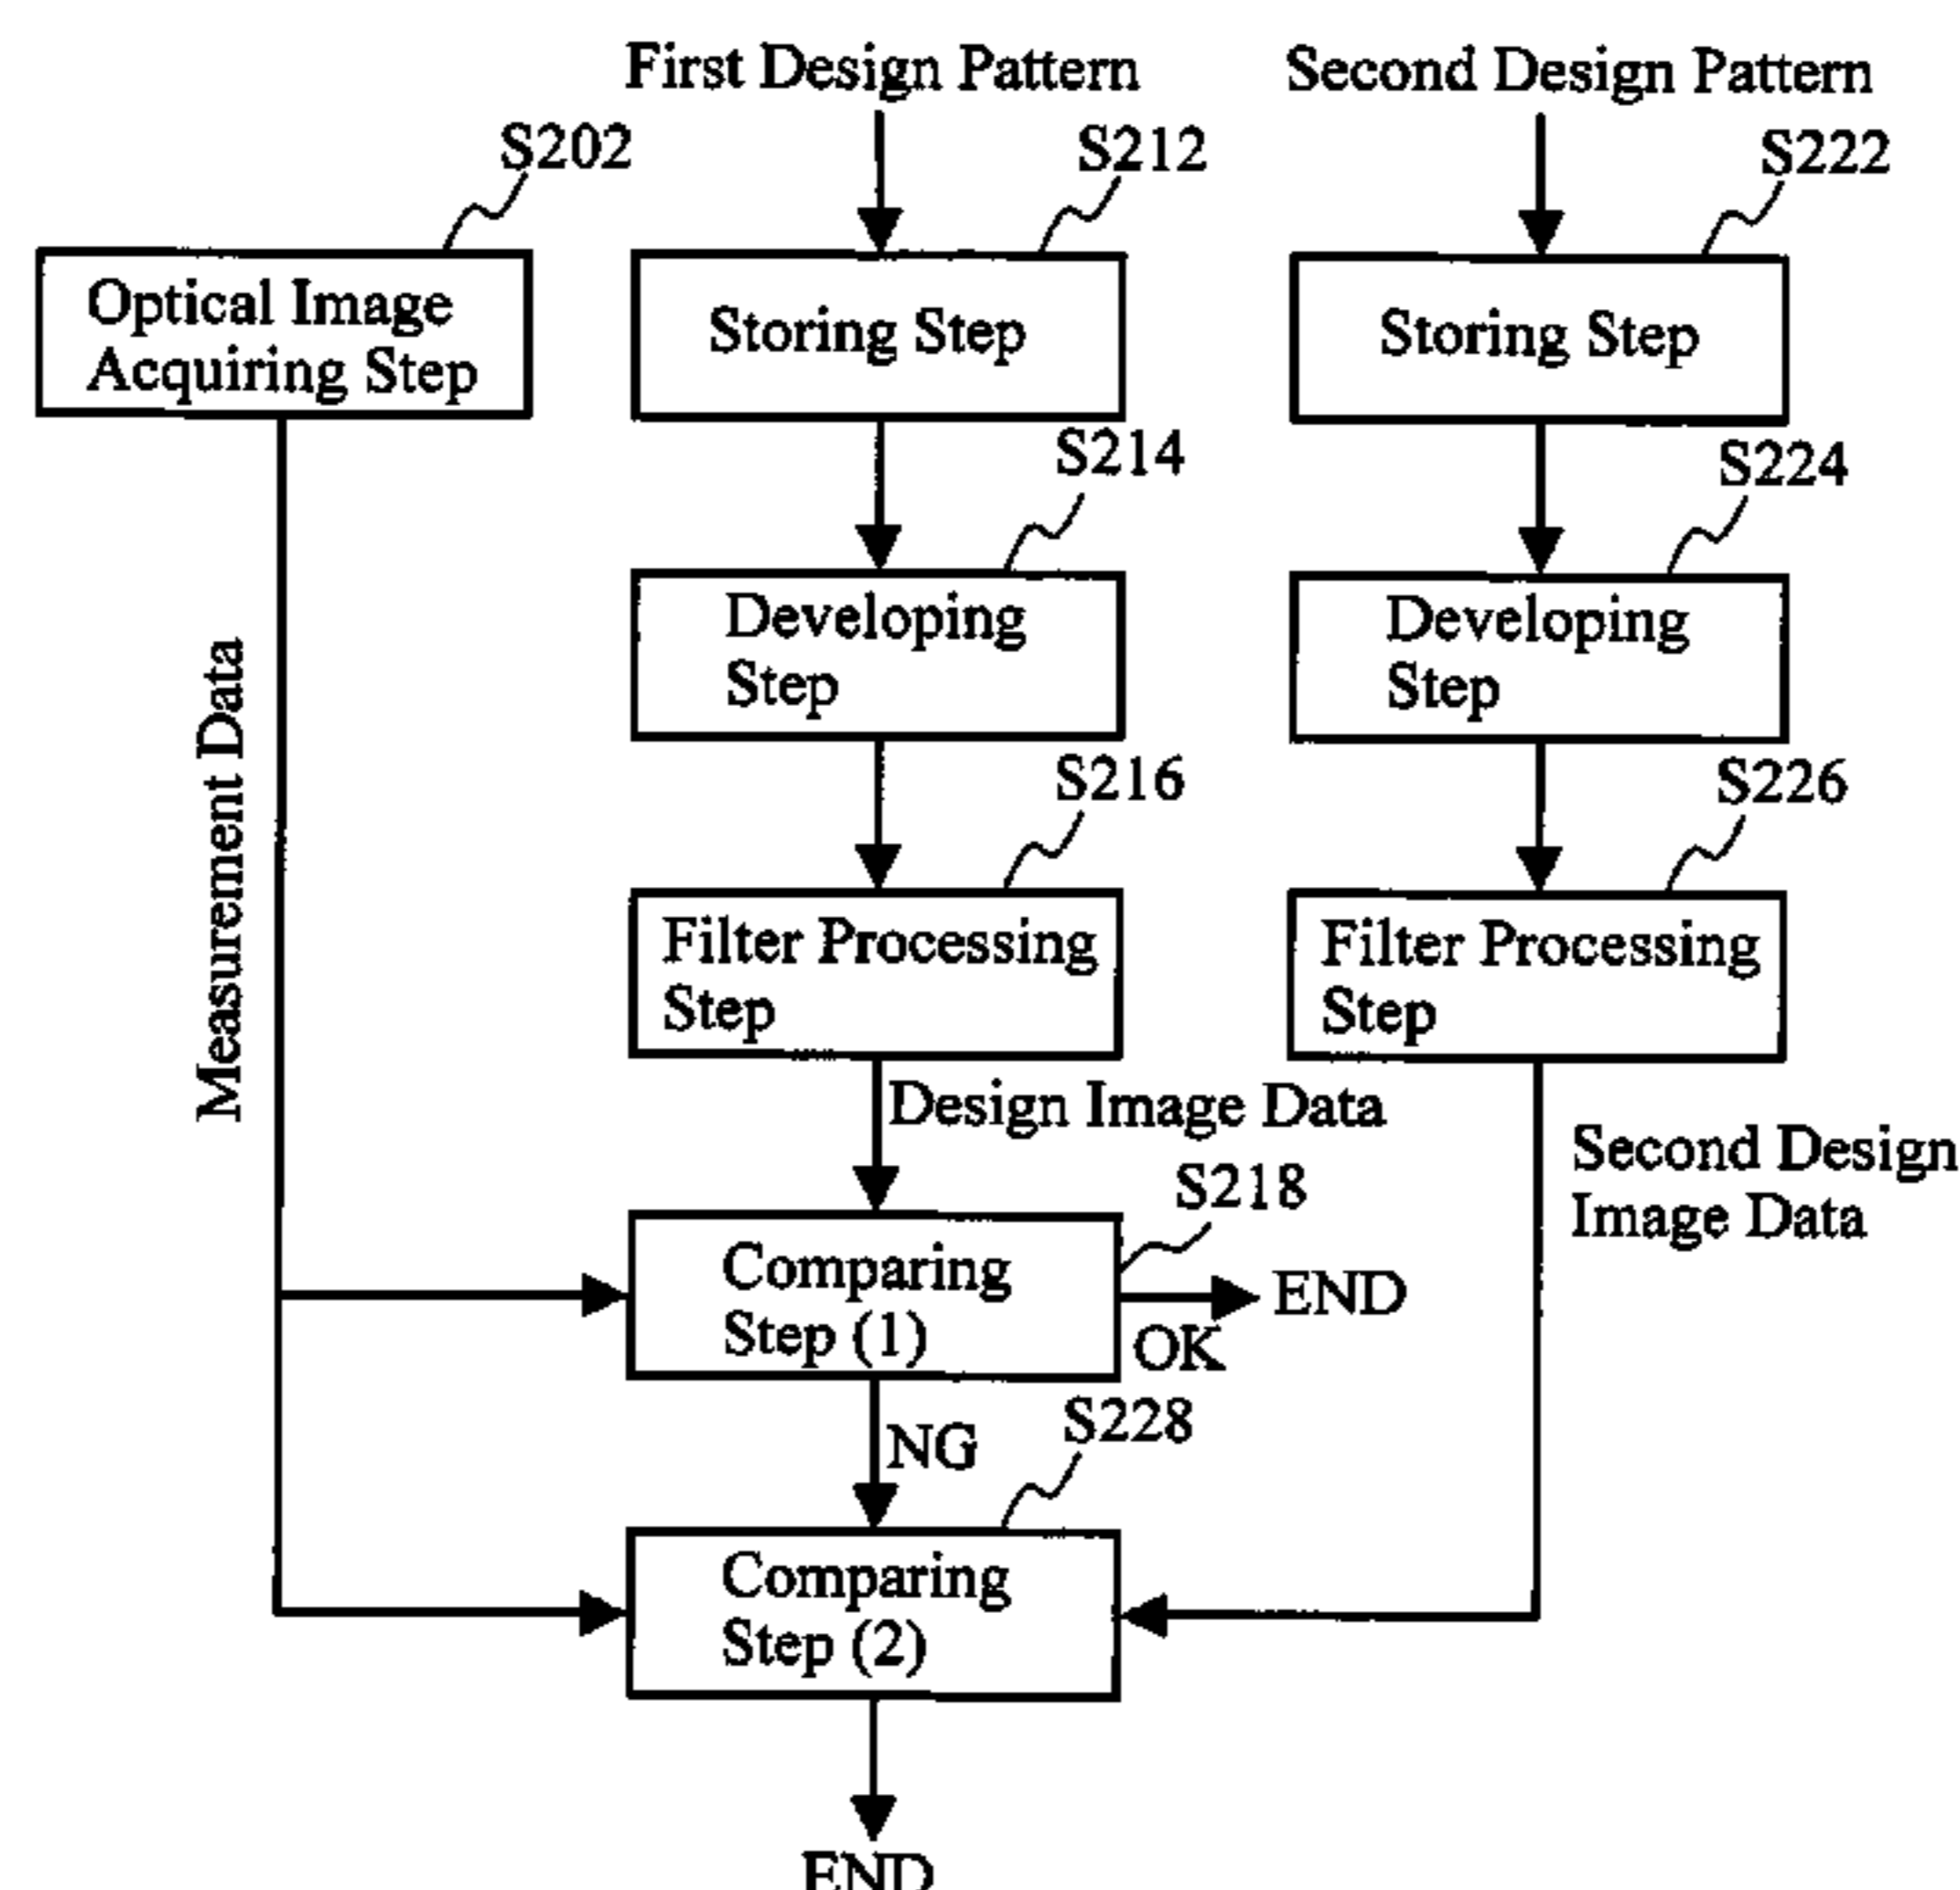 First Design Pattern
Second Design Pattern
S202
S212
S222
Optical Image
Acquiring Step
Storing Step
Storing Step
S214
S224
Developing
Step
Developing
Step
S216
S226
Measurement Data
Filter Processing
Step
Filter Processing
Step
Design Image Data
Second Design
Image Data
S218
Comparing
Step (1)
END
OK
NG
S228
Comparing
Step (2)
END